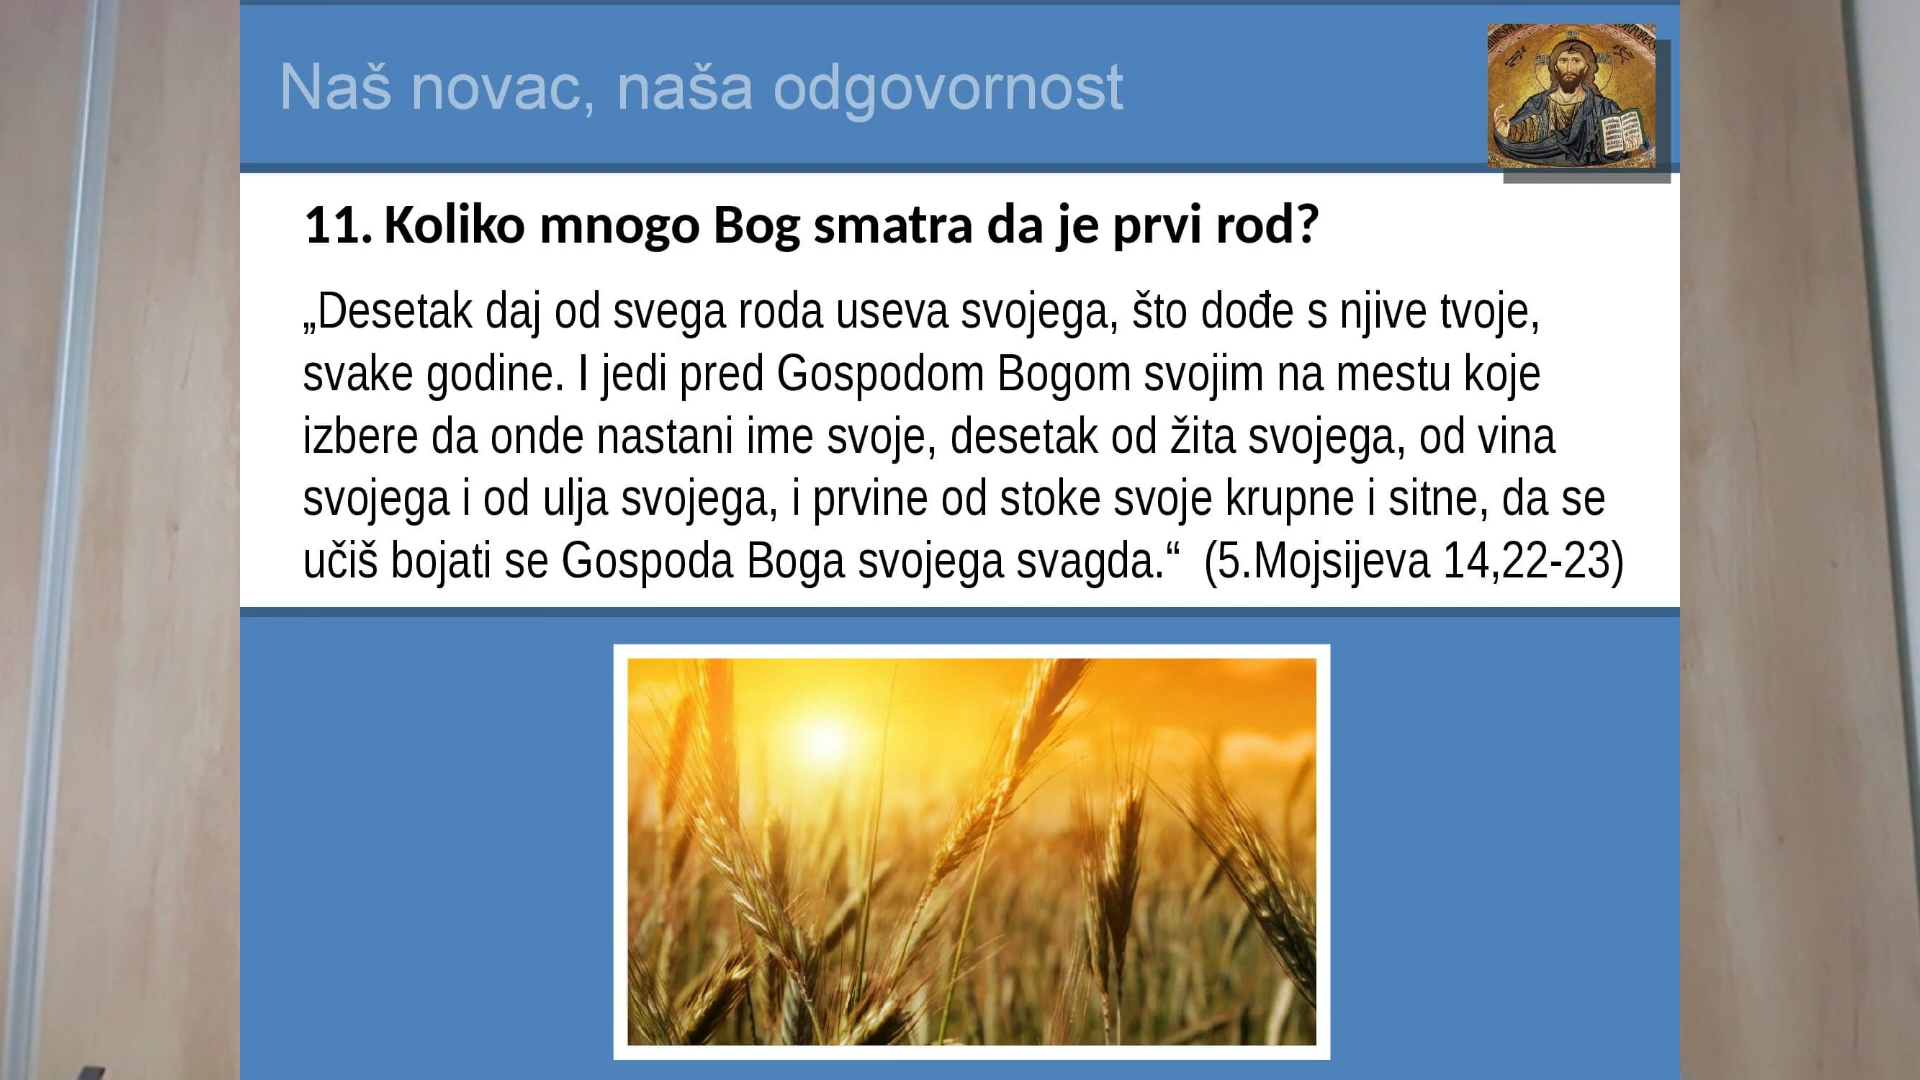 Naš novac, naša odgovornost
11. Koliko mnogo Bog smatra da je prvi rod?
„Desetak daj od svega roda useva svojega, što dođe s njive tvoje,
svake godine. I jedi pred Gospodom Bogom svojim na mestu koje
izbere da onde nastani ime svoje, desetak od žita svojega, od vina
svojega i od ulja svojega, i prvine od stoke svoje krupne i sitne, da se
učiš bojati se Gospoda Boga svojega svagda.“ (5.Mojsijeva 14,22-23)